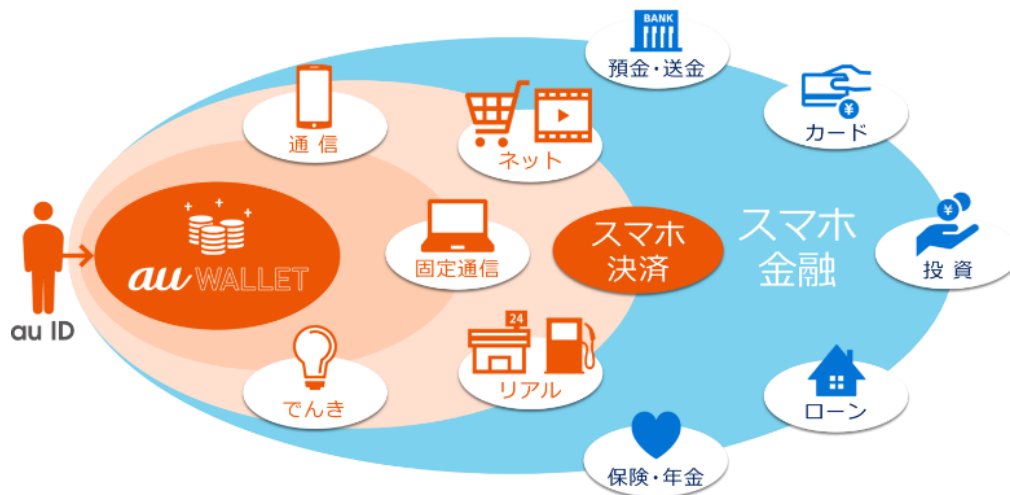 BANK
預金・送金
通信
ネット
カード
¥
au WALLET
固定通信
スマホ
決済
スマホ
金融
¥
投資
au ID
24
でんき
リアル
ローン
保険・年金